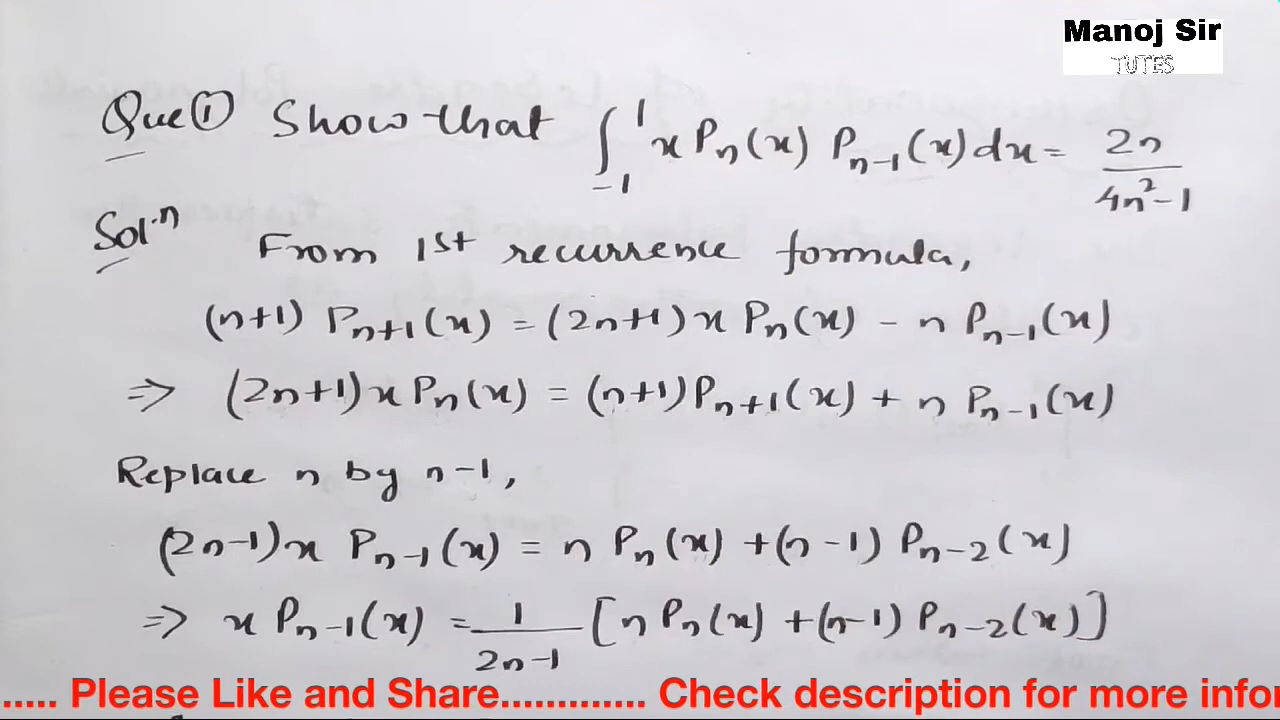 Manoj Sir
TUTES
Que ① Show that ∫₋₁¹ x Pₙ(x) Pₙ₋₁(x) dx = 2n / (4n² - 1)
Solⁿ From 1st recurrence formula,
(n+1) Pₙ₊₁(x) = (2n+1) x Pₙ(x) - n Pₙ₋₁(x)
⇒ (2n+1) x Pₙ(x) = (n+1) Pₙ₊₁(x) + n Pₙ₋₁(x)
Replace n by n-1,
(2n-1) x Pₙ₋₁(x) = n Pₙ(x) + (n-1) Pₙ₋₂(x)
⇒ x Pₙ₋₁(x) = 1 / (2n-1) [n Pₙ(x) + (n-1) Pₙ₋₂(x)]
..... Please Like and Share............. Check description for more infor